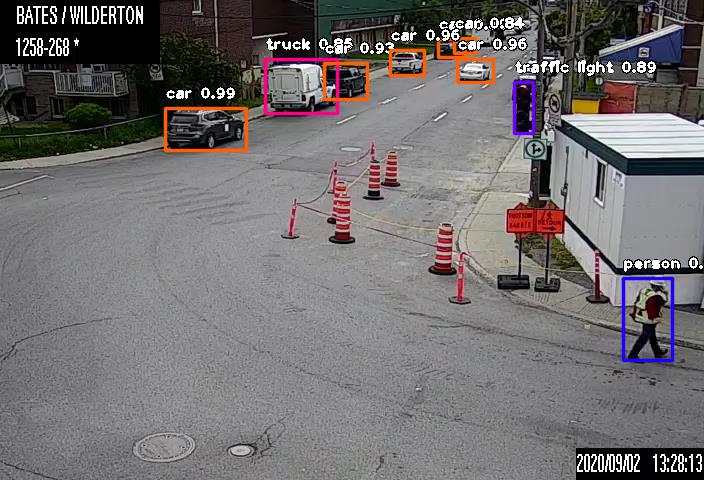 BATES / WILDERTON
1258-268 *
car 0.84
car 0.96
car 0.96
truck 0.85
car 0.93
traffic light 0.89
car 0.99
TROTTOIR
BARRÉ
DÉTOUR
person 0.
2020/09/02 13:28:13